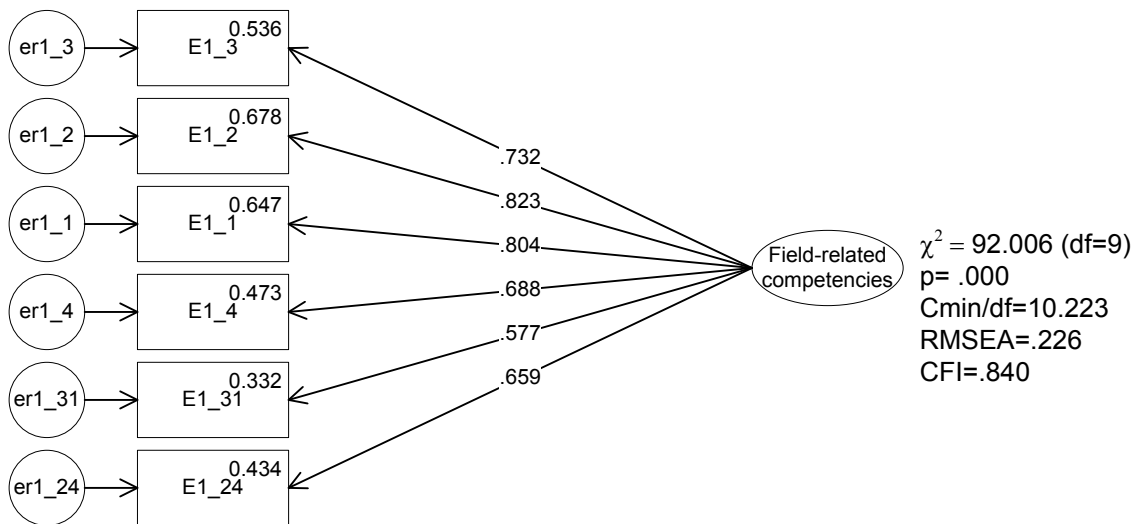 er1_3
0.536
E1_3
er1_2
0.678
E1_2
er1_1
0.647
E1_1
er1_4
0.473
E1_4
er1_31
0.332
E1_31
er1_24
0.434
E1_24
.732
.823
.804
.688
.577
.659
Field-related
competencies
χ² = 92.006 (df=9)
p= .000
Cmin/df=10.223
RMSEA=.226
CFI=.840